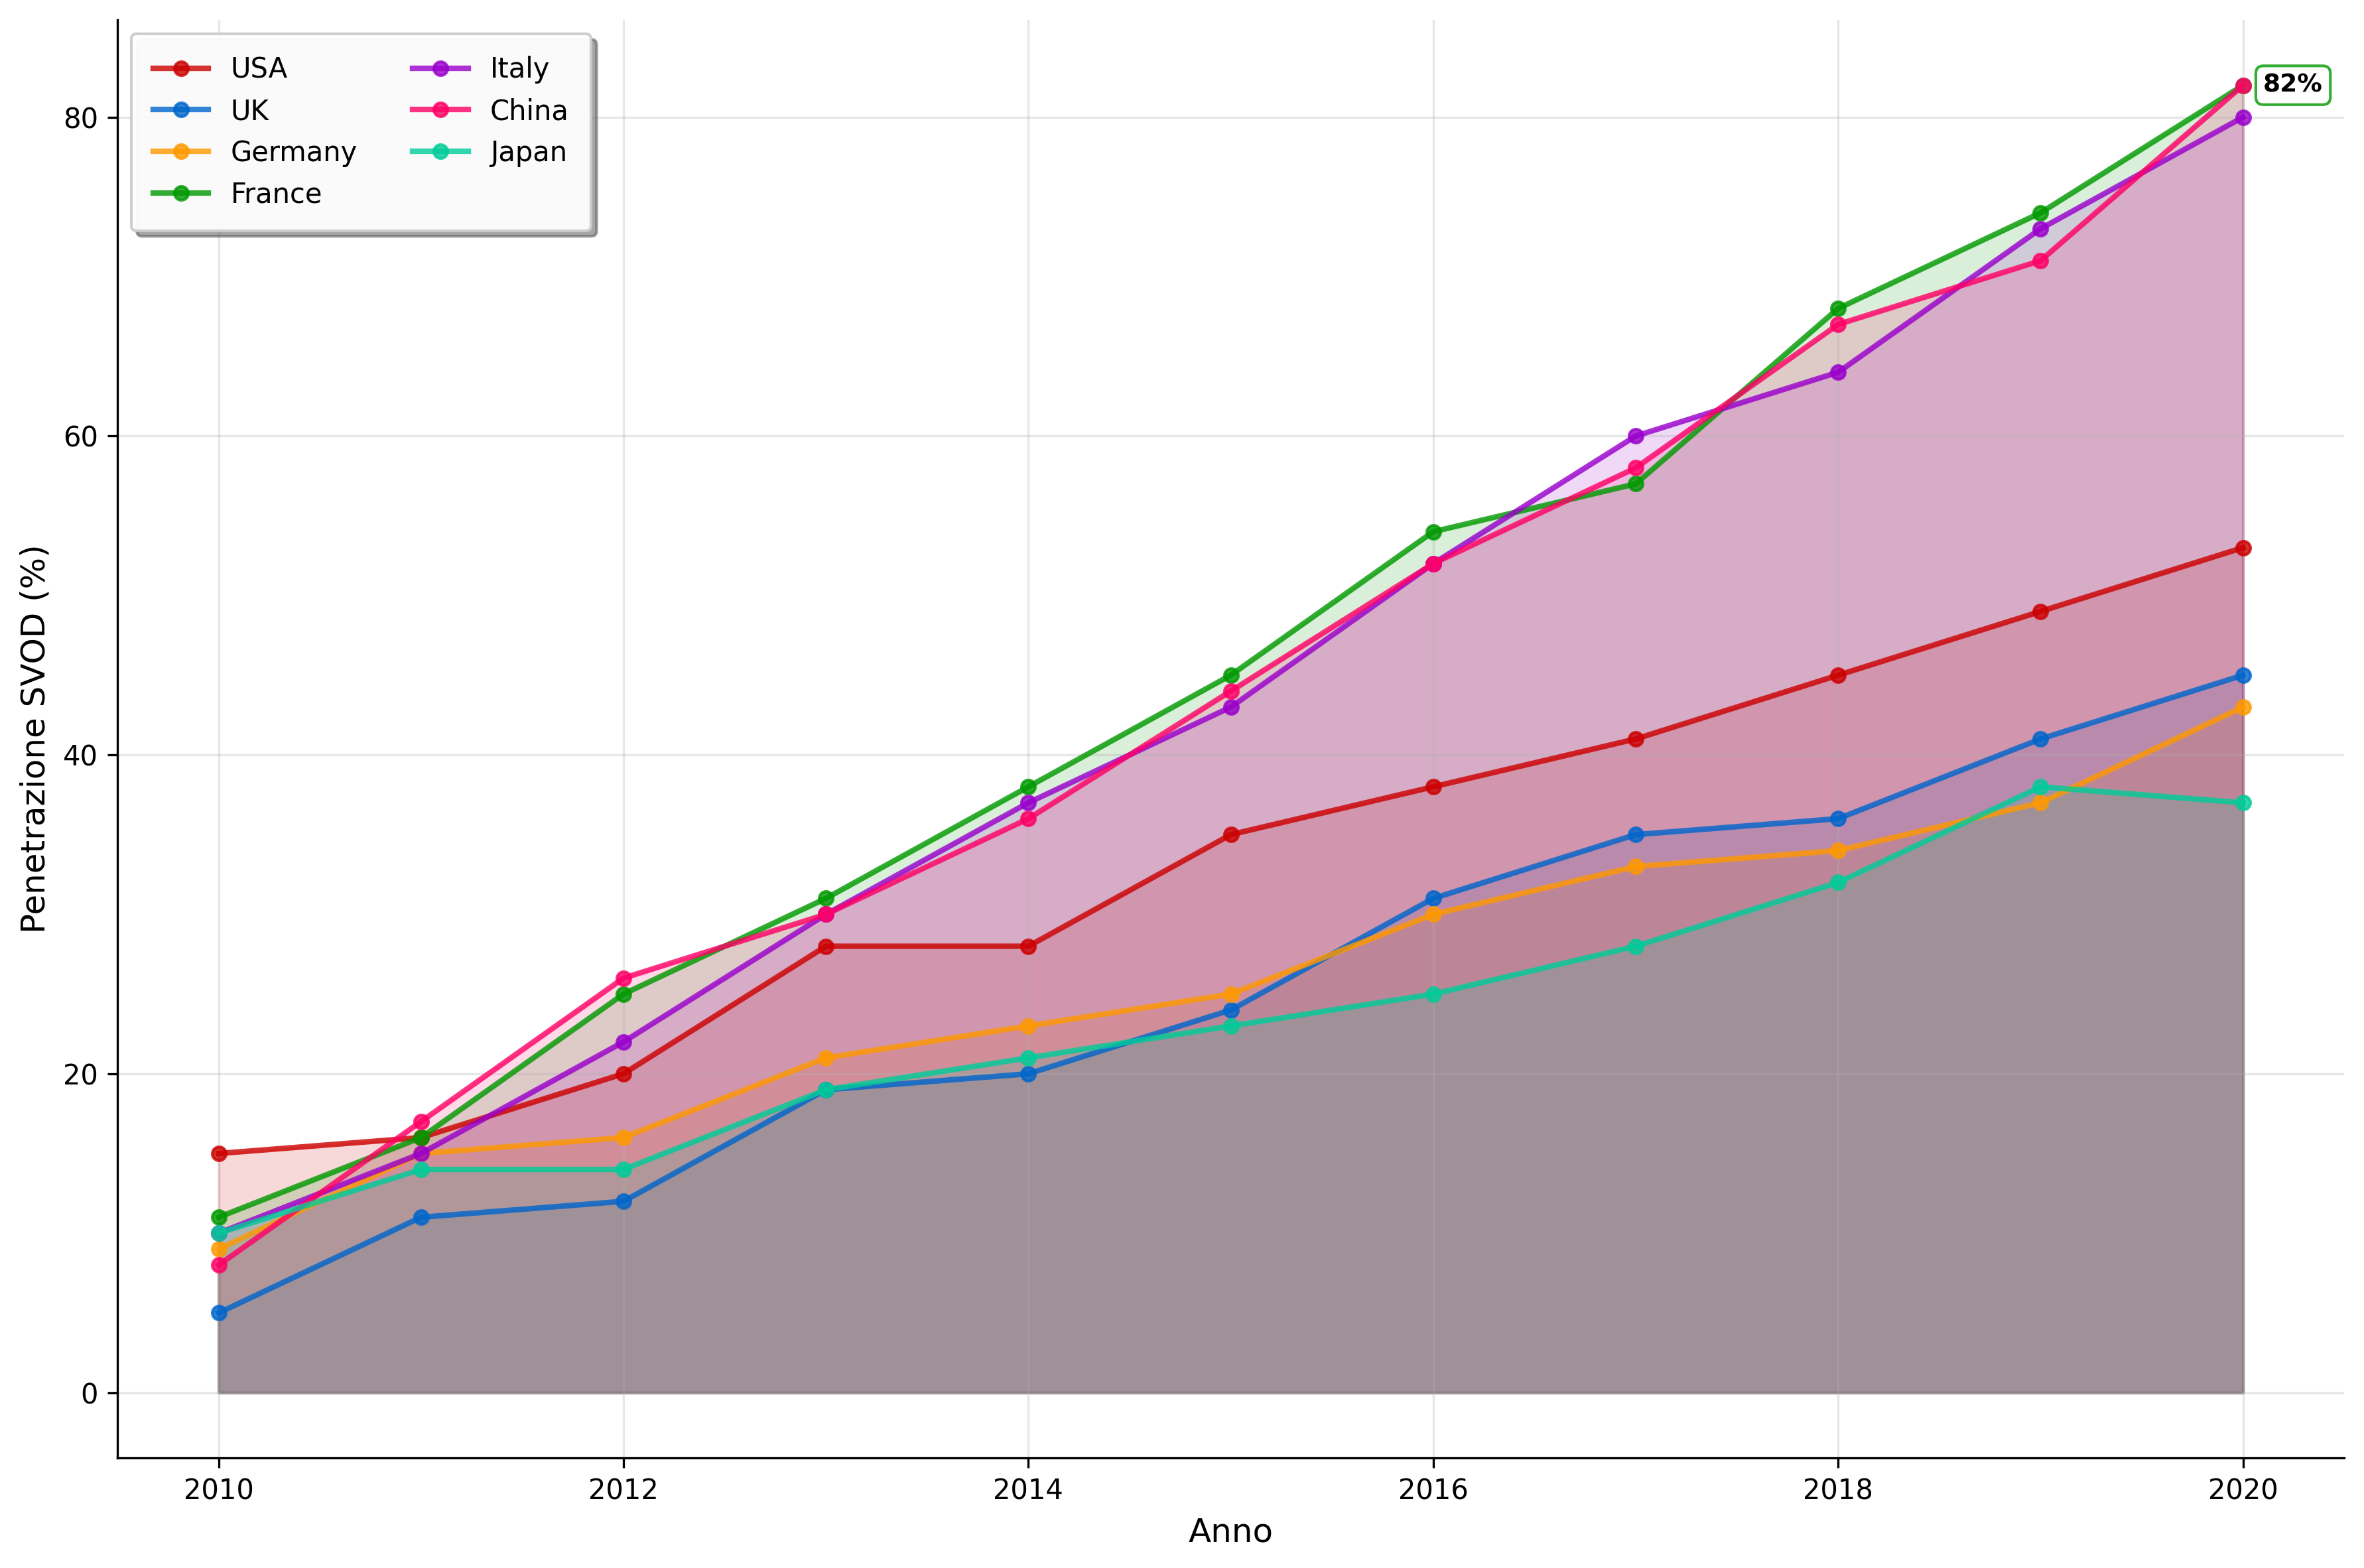 USA
UK
Germany
France
Italy
China
Japan
82%
80
60
40
20
0
Penetrazione SVOD (%)
2010 2012 2014 2016 2018 2020
Anno